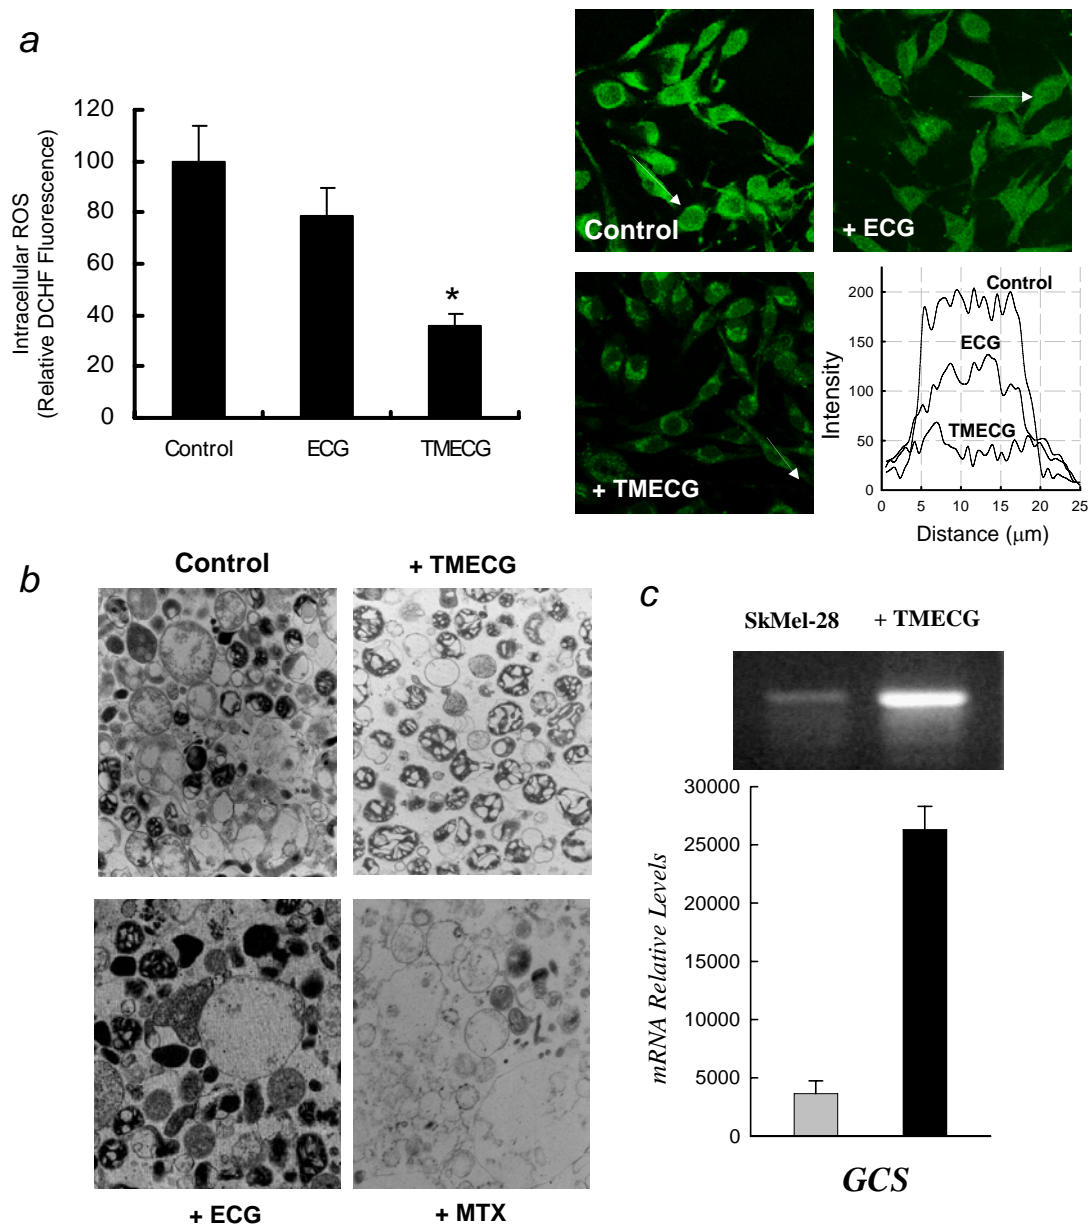 a
120
100
80
60
40
20
0
Intracellular ROS
(Relative DCHF Fluorescence)
*
Control ECG TMECG
Control
+ ECG
+ TMECG
200
150
100
50
0
Intensity
Control
ECG
TMECG
0 5 10 15 20 25
Distance (μm)
b
Control
+ TMECG
+ ECG
+ MTX
c
SkMel-28 + TMECG
30000
25000
20000
15000
10000
5000
0
mRNA Relative Levels
GCS